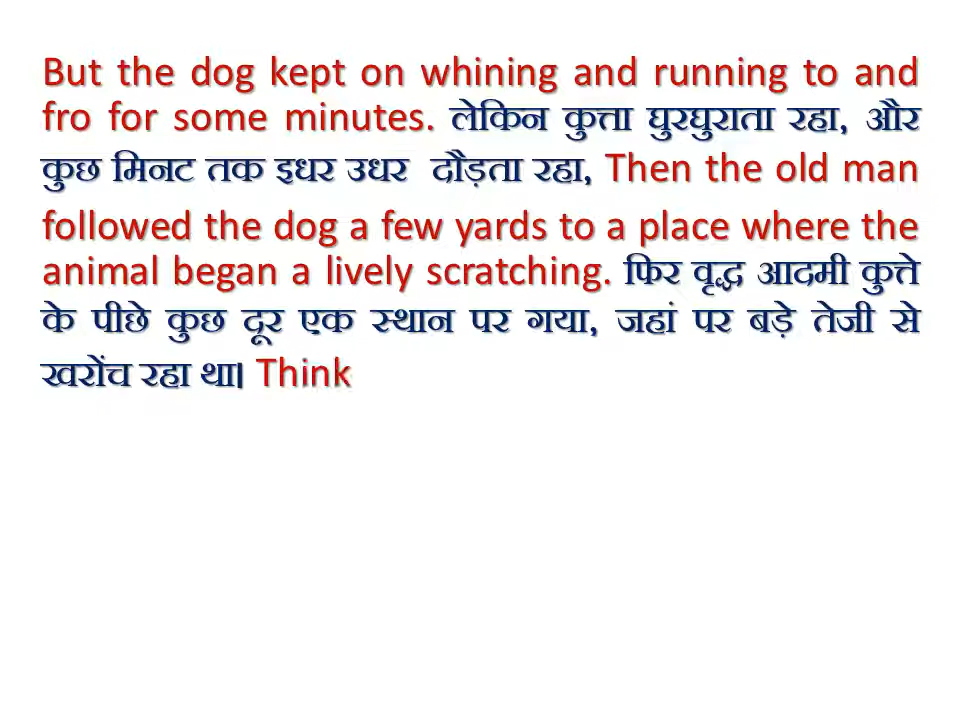 But the dog kept on whining and running to and
fro for some minutes. लेकिन कुत्ता घुरघुराता रहा, और
कुछ मिनट तक इधर उधर दौड़ता रहा, Then the old man
followed the dog a few yards to a place where the
animal began a lively scratching. फिर वृद्ध आदमी कुत्ते
के पीछे कुछ दूर एक स्थान पर गया, जहां पर बड़े तेजी से
खरोंच रहा था। Think